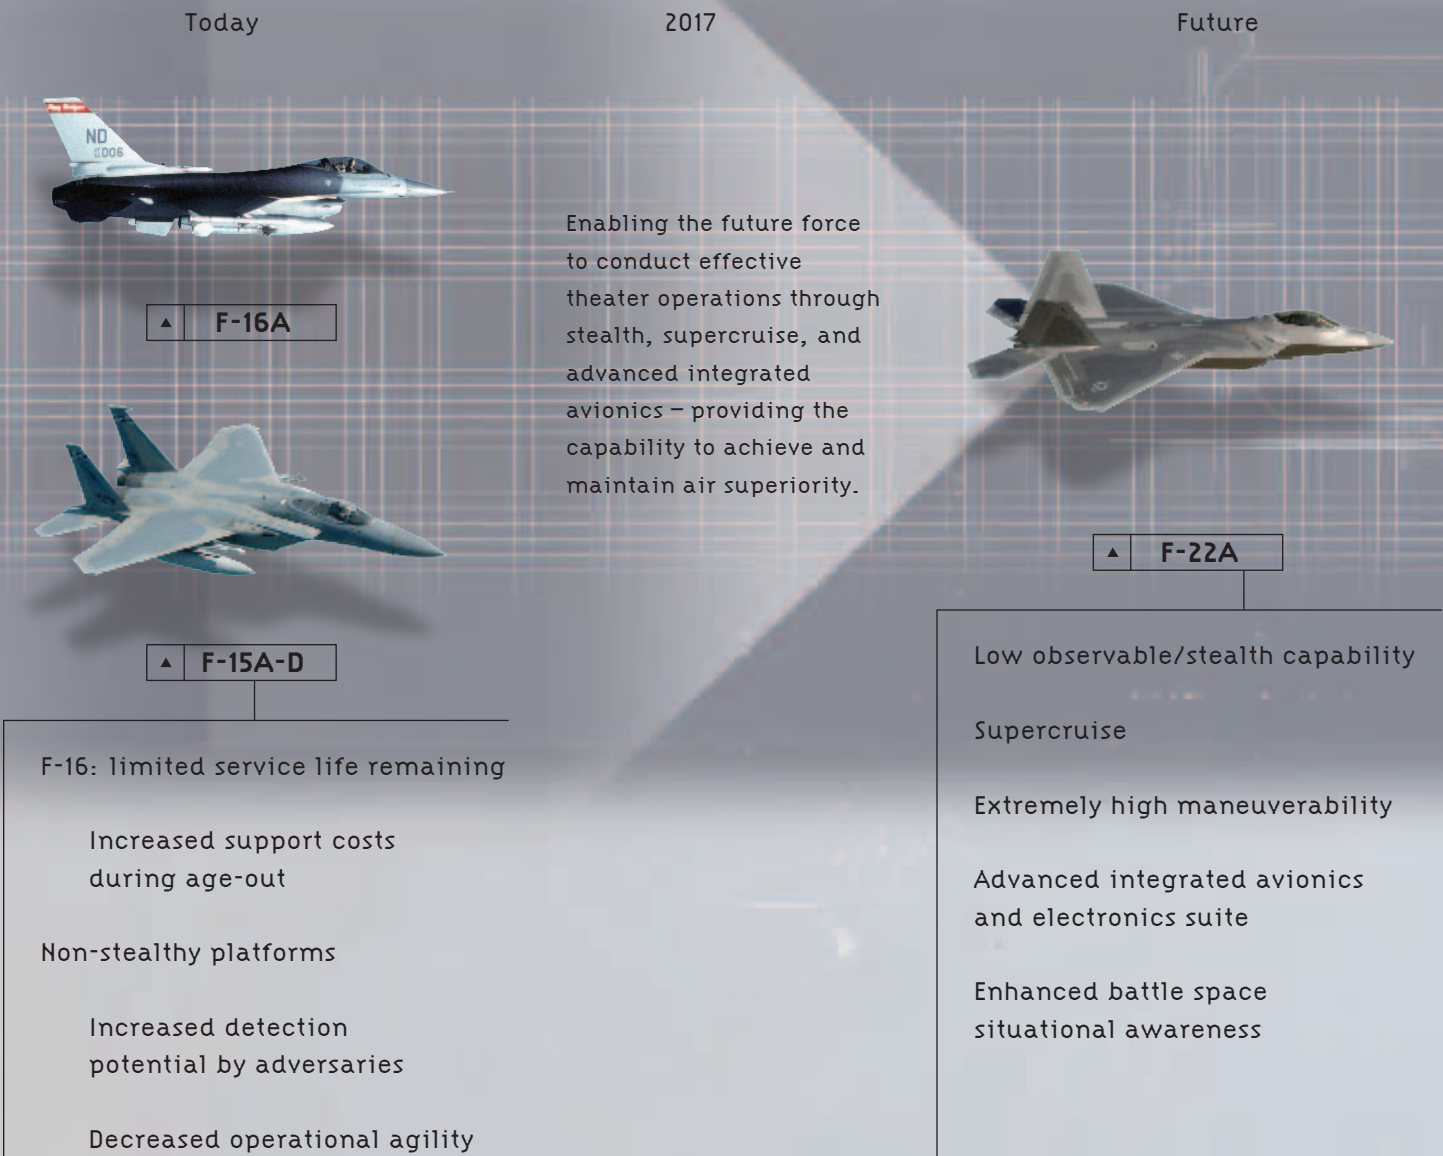 Today
2017
Future
ND
006
F-16A
F-15A-D
F-16: limited service life remaining
Increased support costs
during age-out
Non-stealthy platforms
Increased detection
potential by adversaries
Decreased operational agility
Enabling the future force
to conduct effective
theater operations through
stealth, supercruise, and
advanced integrated
avionics – providing the
capability to achieve and
maintain air superiority.
F-22A
Low observable/stealth capability
Supercruise
Extremely high maneuverability
Advanced integrated avionics
and electronics suite
Enhanced battle space
situational awareness